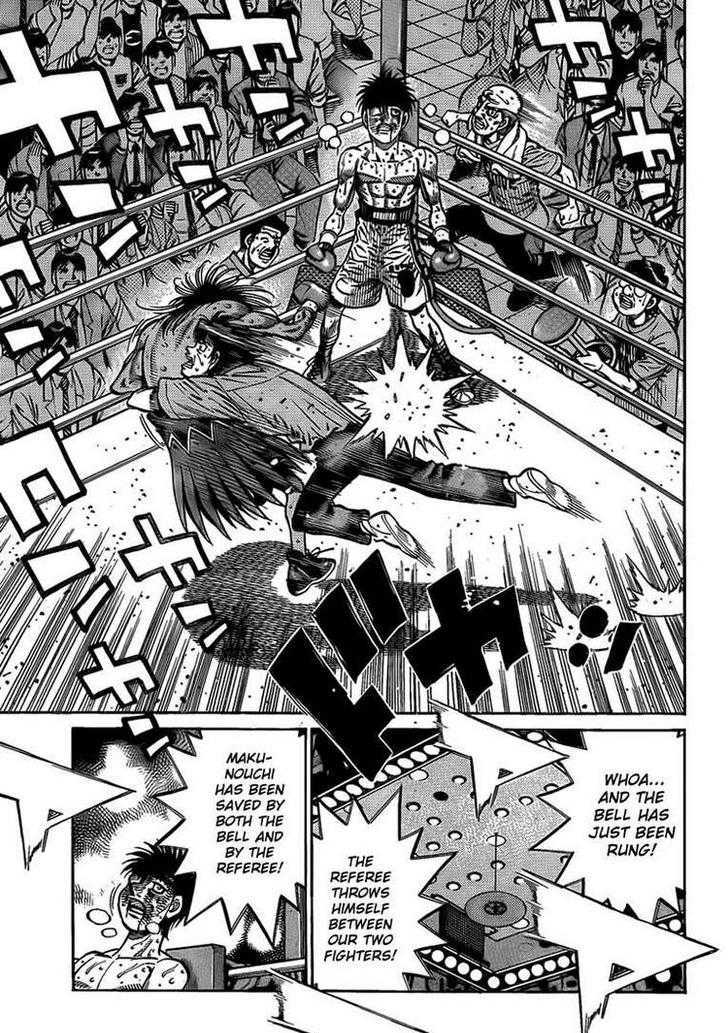 WHOA...
AND THE
BELL HAS
JUST BEEN
RUNG!
THE
REFEREE
THROWS
HIMSELF
BETWEEN
OUR TWO
FIGHTERS!
MAKU-
NOUCHI
HAS BEEN
SAVED BY
BOTH THE
BELL AND
BY THE
REFEREE!